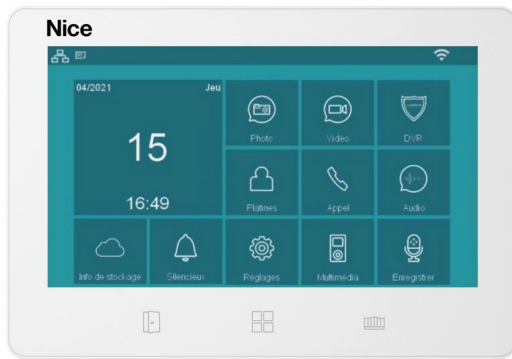 Nice
04/2021 Jeu
15
16:49
Photo Vidéo DVR
Platines Appel Audio
Info de stockage Silencieux Réglages Multimédia Enregistrer